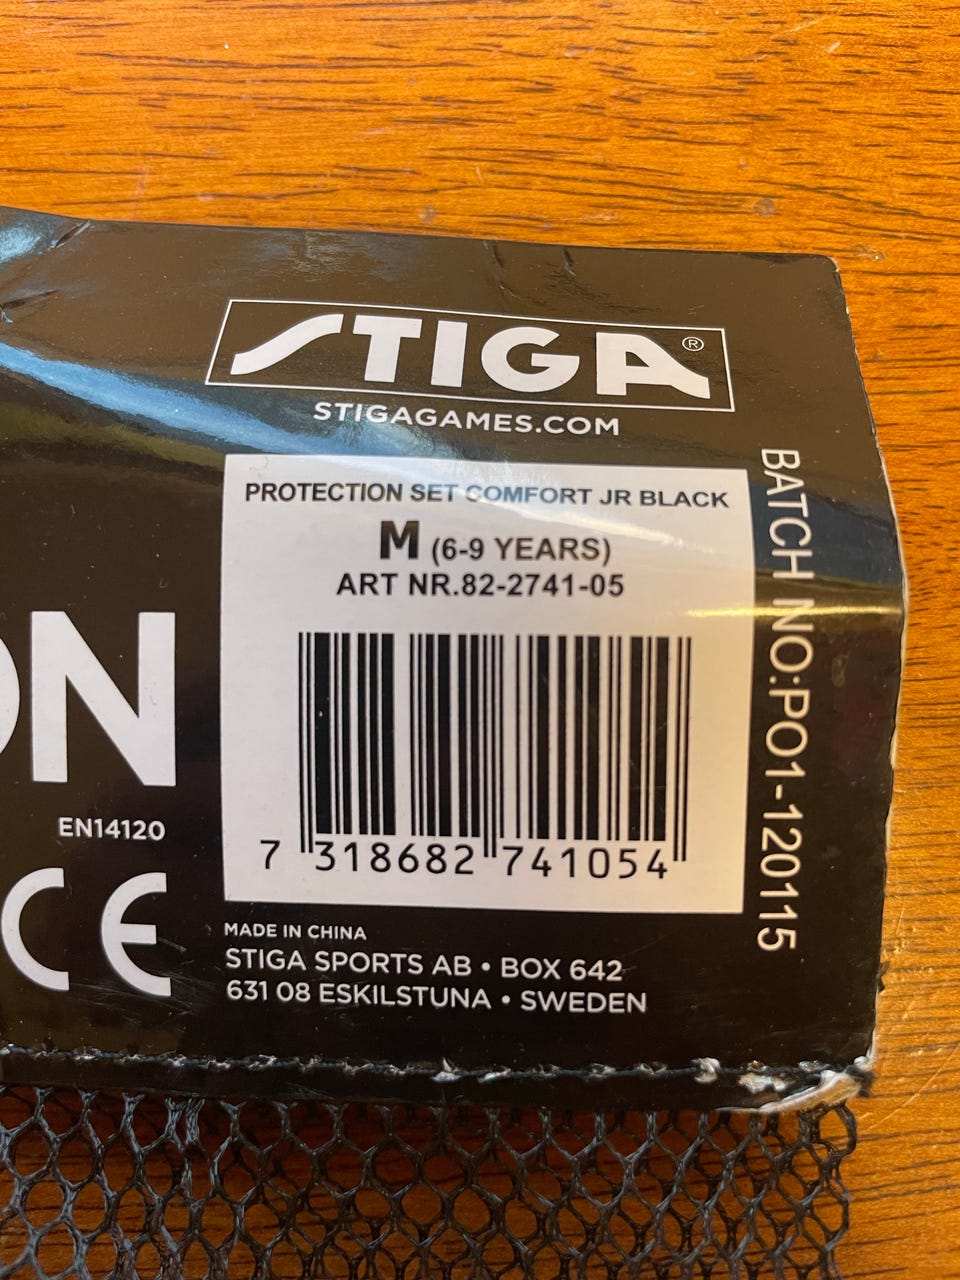 STIGA®
STIGAGAMES.COM
PROTECTION SET COMFORT JR BLACK
M (6-9 YEARS)
ART NR.82-2741-05
7 318682 741054
BATCH NO:PO1-120115
ON
EN14120
CE
MADE IN CHINA
STIGA SPORTS AB • BOX 642
631 08 ESKILSTUNA • SWEDEN